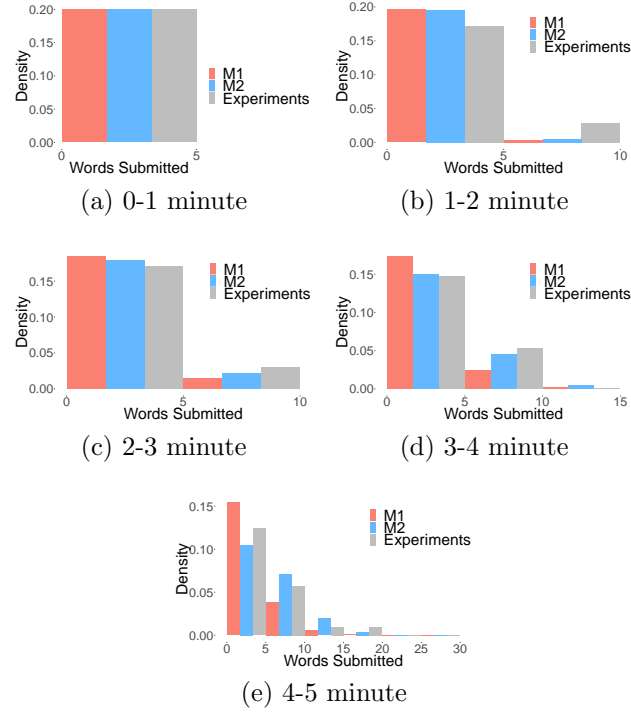 0.20
0.15
0.10
0.05
0.00
Density
0
5
Words Submitted
M1
M2
Experiments
(a) 0-1 minute
0.20
0.15
0.10
0.05
0.00
Density
0
5
10
Words Submitted
M1
M2
Experiments
(b) 1-2 minute
0.15
0.10
0.05
0.00
Density
0
5
10
Words Submitted
M1
M2
Experiments
(c) 2-3 minute
0.15
0.10
0.05
0.00
Density
0
5
10
15
Words Submitted
M1
M2
Experiments
(d) 3-4 minute
0.15
0.10
0.05
0.00
Density
0
5
10
15
20
25
30
Words Submitted
M1
M2
Experiments
(e) 4-5 minute